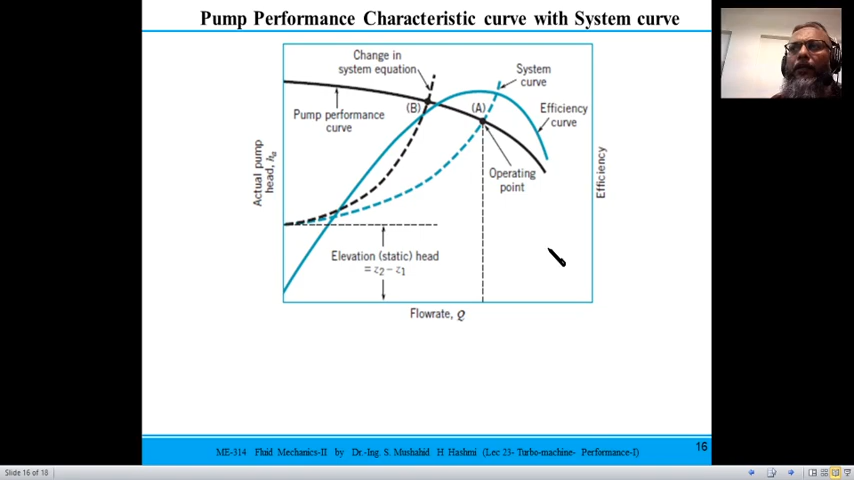 Pump Performance Characteristic curve with System curve
Change in
system equation
System
curve
(B)
(A)
Efficiency
curve
Pump performance
curve
Operating
point
Actual pump
head, hₐ
Efficiency
Elevation (static) head
= z₂ – z₁
Flowrate, Q
ME-314 Fluid Mechanics-II by Dr.-Ing. S. Mushahid H Hashmi (Lec 23- Turbo-machine- Performance-I)
16
Slide 16 of 18